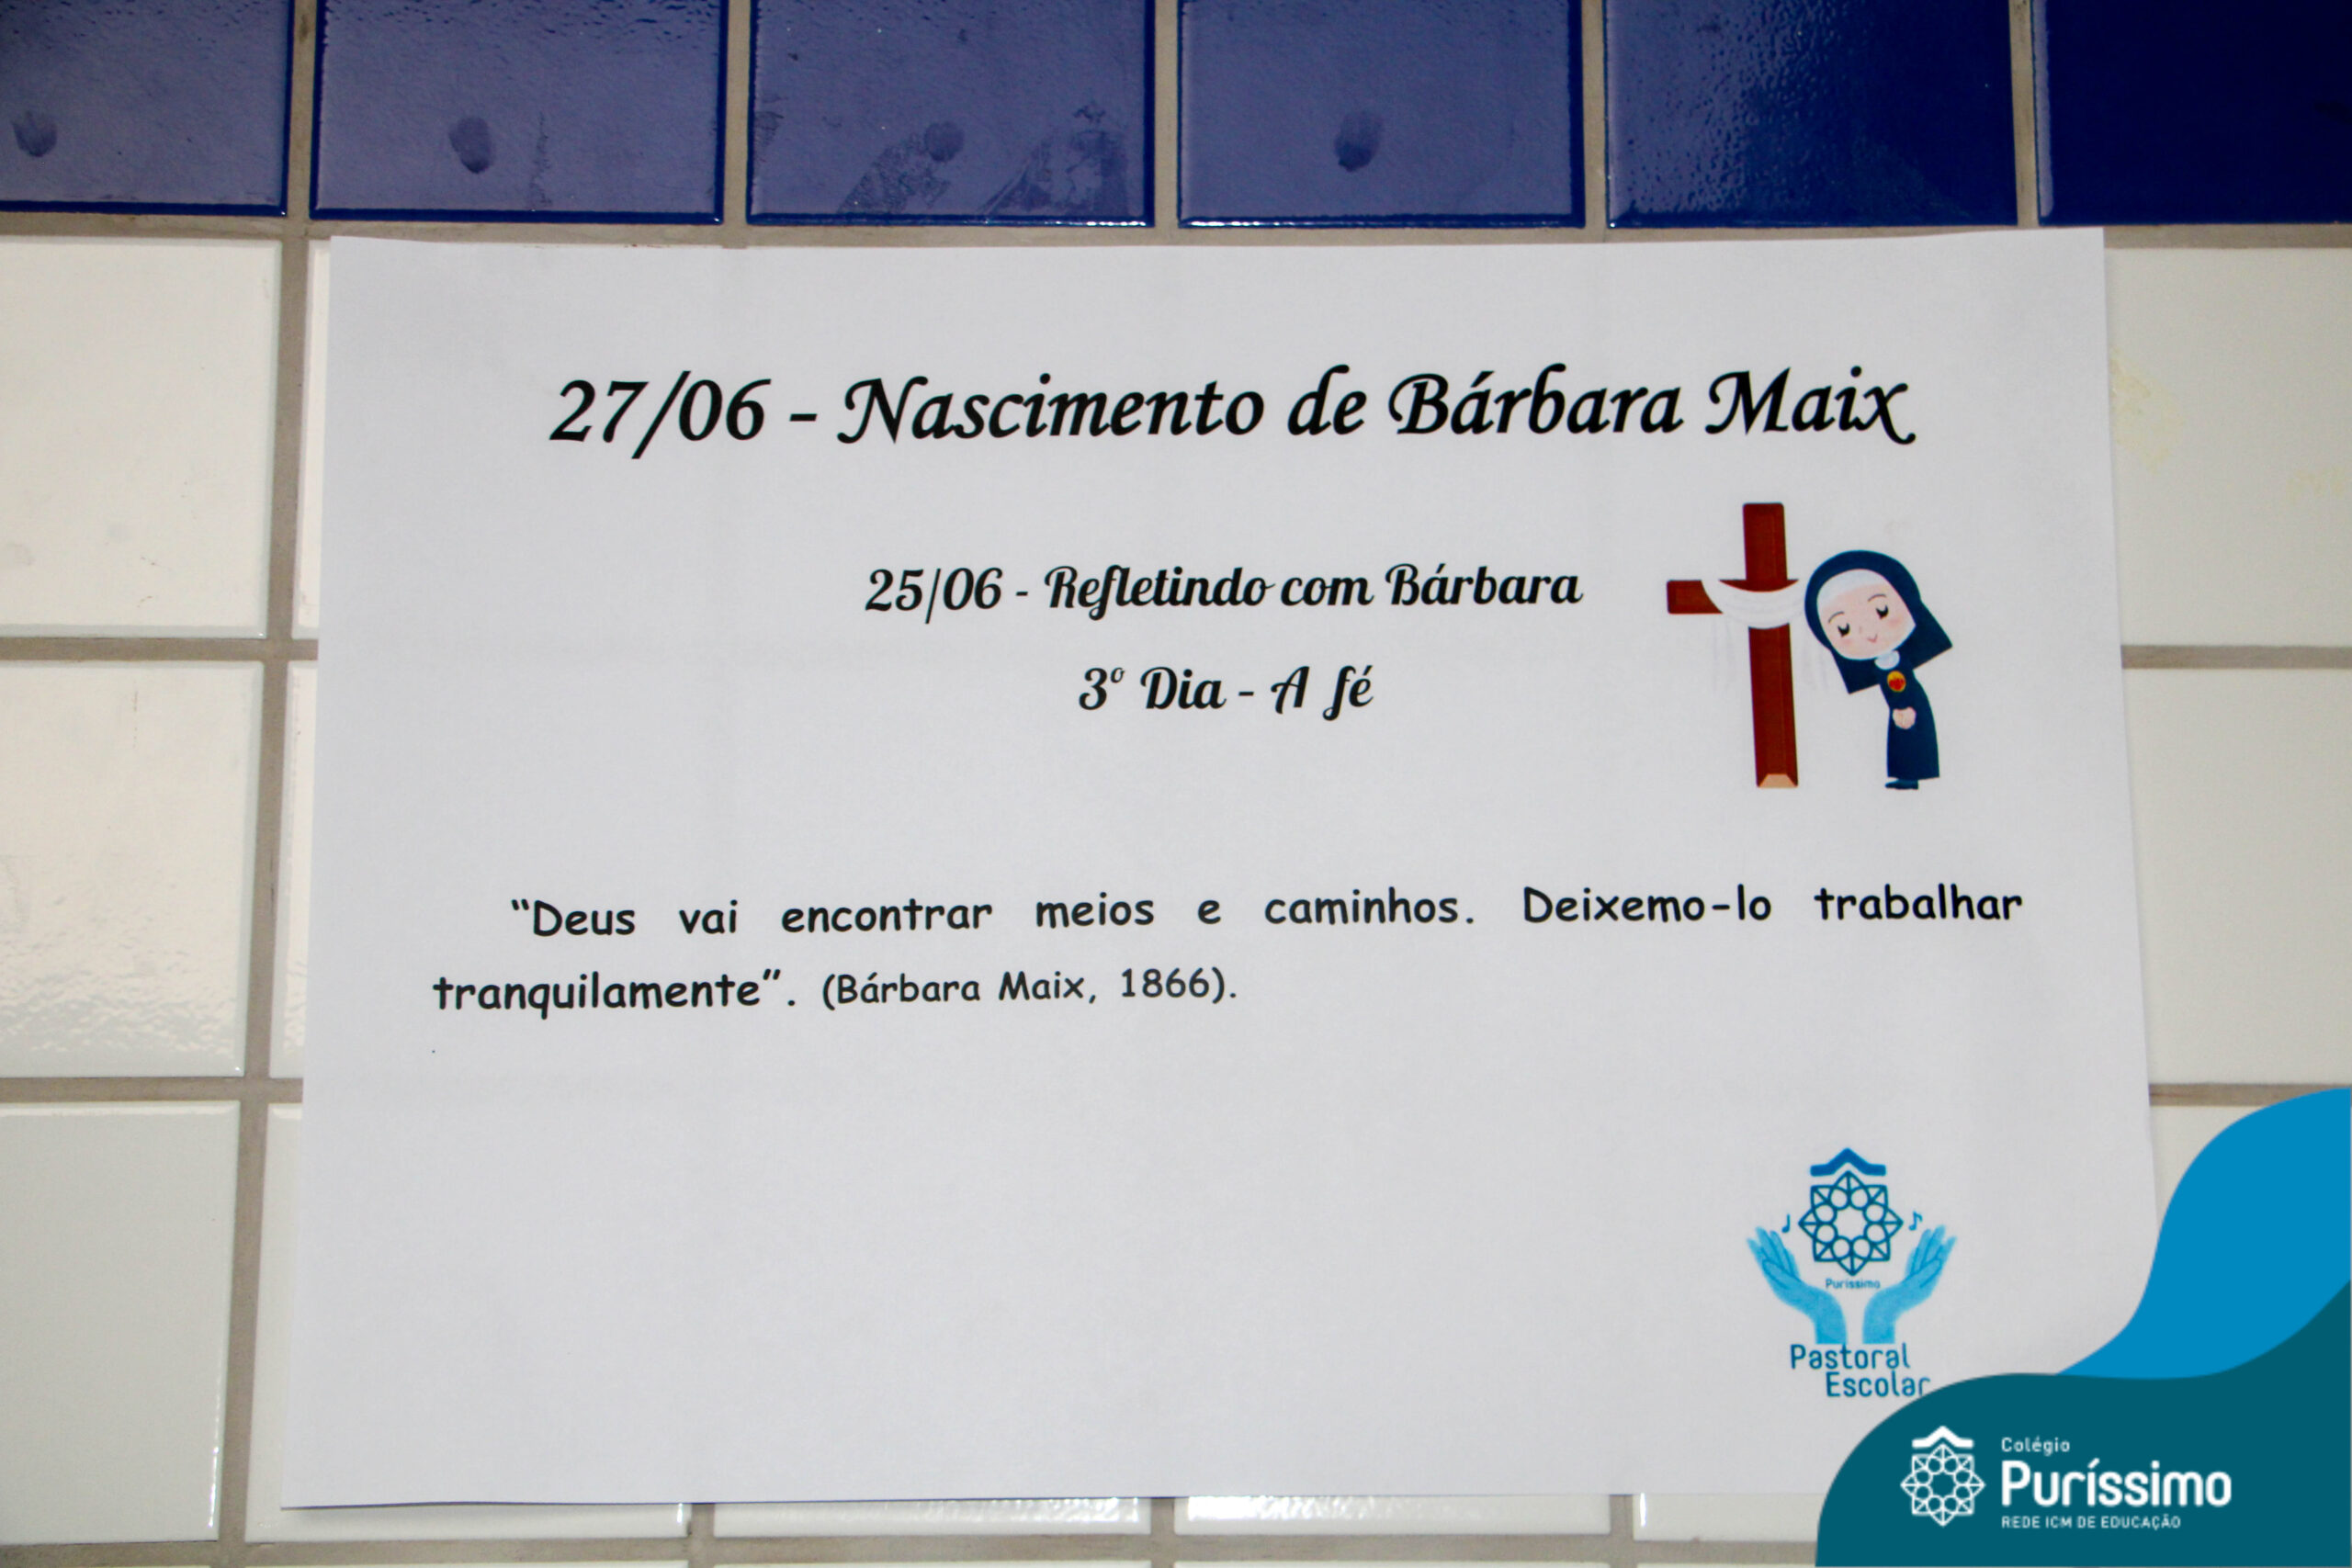 27/06 - Nascimento de Bárbara Maix
25/06 - Refletindo com Bárbara
3º Dia - A fé
“Deus vai encontrar meios e caminhos. Deixemo-lo trabalhar
tranquilamente”. (Bárbara Maix, 1866).
Puríssimo
Pastoral
Escolar
Colégio
Puríssimo
REDE ICM DE EDUCAÇÃO